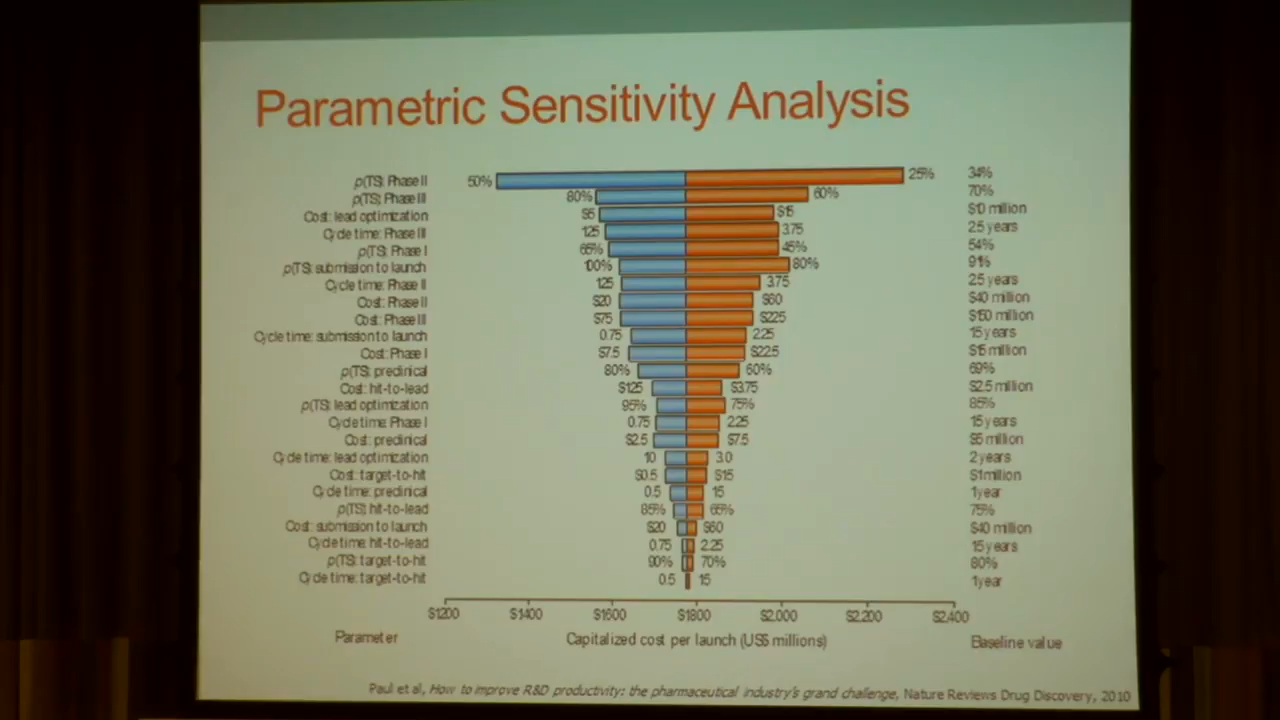 Parametric Sensitivity Analysis
p(TS): Phase II 50% 25% 34%
p(TS): Phase III 80% 60% 70%
Cost: lead optimization $5 $15 $10 million
Cycle time: Phase III 1.25 3.75 2.5 years
p(TS): Phase I 65% 45% 54%
p(TS): submission to launch 100% 80% 91%
Cycle time: Phase II 1.25 3.75 2.5 years
Cost: Phase II $20 $60 $40 million
Cost: Phase III $75 $225 $150 million
Cycle time: submission to launch 0.75 2.25 1.5 years
Cost: Phase I $7.5 $22.5 $15 million
p(TS): preclinical 80% 60% 69%
Cost: hit-to-lead $1.25 $3.75 $2.5 million
p(TS): lead optimization 95% 75% 85%
Cycle time: Phase I 0.75 2.25 1.5 years
Cost: preclinical $2.5 $7.5 $5 million
Cycle time: lead optimization 1.0 3.0 2 years
Cost: target-to-hit $0.5 $1.5 $1 million
Cycle time: preclinical 0.5 1.5 1 year
p(TS): hit-to-lead 85% 65% 75%
Cost: submission to launch $20 $60 $40 million
Cycle time: hit-to-lead 0.75 2.25 1.5 years
p(TS): target-to-hit 90% 70% 80%
Cycle time: target-to-hit 0.5 1.5 1 year
$1200 $1400 $1600 $1800 $2,000 $2,200 $2,400
Parameter Capitalized cost per launch (US$ millions) Baseline value
Paul et al, How to improve R&D productivity: the pharmaceutical industry's grand challenge, Nature Reviews Drug Discovery, 2010